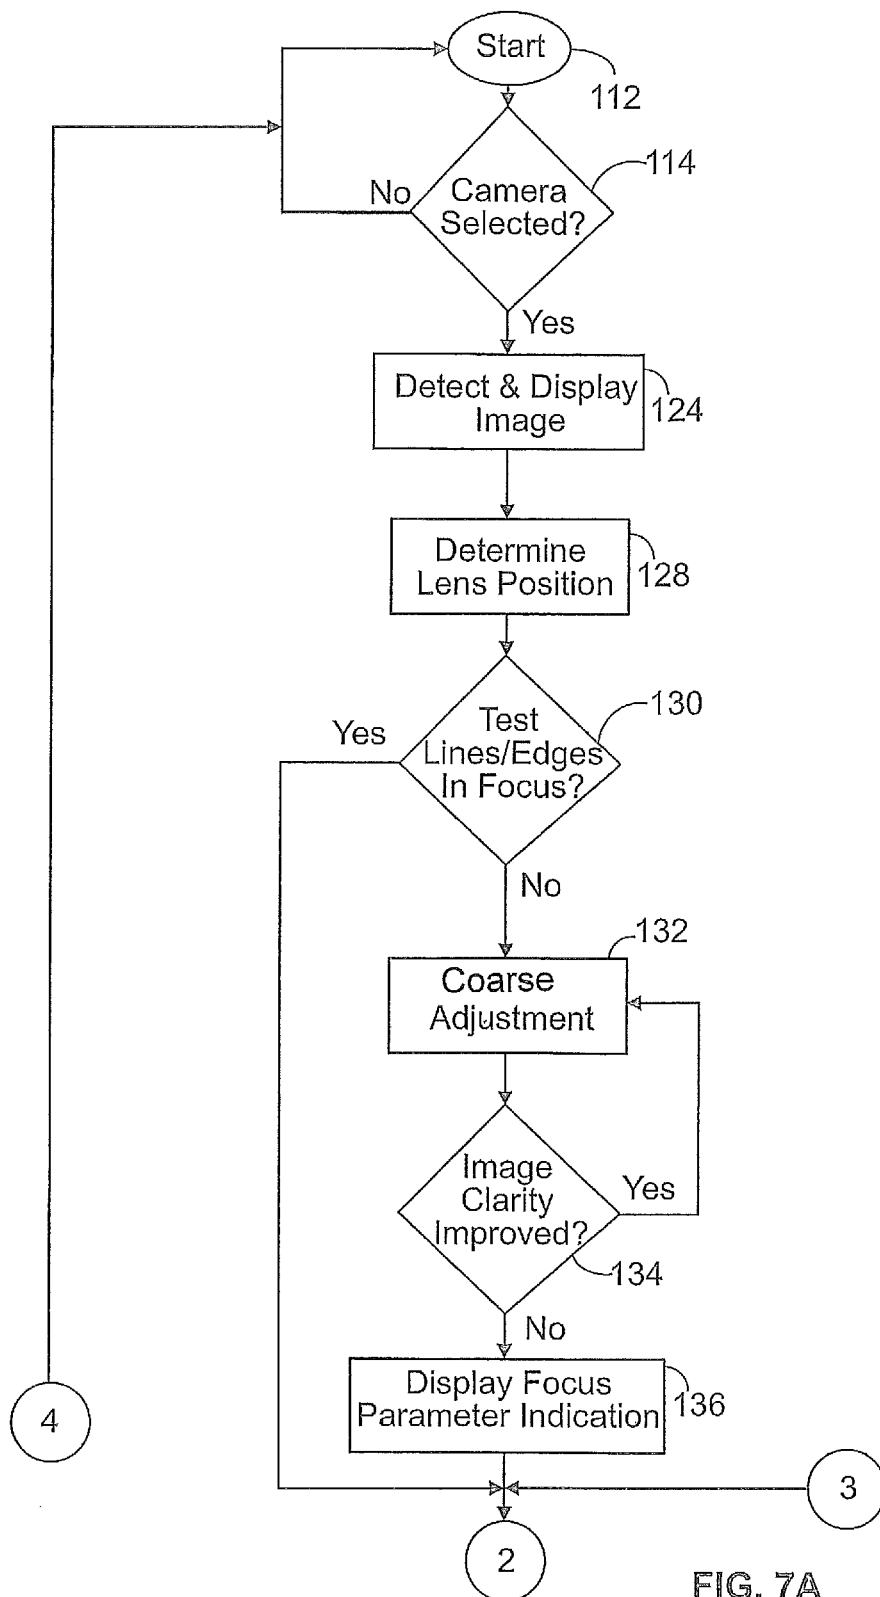 Start
112
114
Camera
Selected?
No
Yes
Detect & Display
Image
124
Determine
Lens Position
128
130
Test
Lines/Edges
In Focus?
Yes
No
132
Coarse
Adjustment
Image
Clarity
Improved?
Yes
134
No
Display Focus
Parameter Indication
136
4
3
2
FIG. 7A